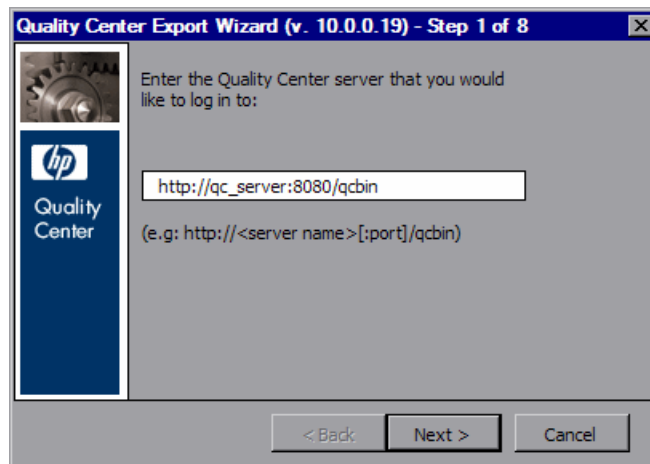 Quality Center Export Wizard (v. 10.0.0.19) - Step 1 of 8
Enter the Quality Center server that you would
like to log in to:
hp
Quality
Center
http://qc_server:8080/qcbin
(e.g: http://<server name>[:port]/qcbin)
< Back
Next >
Cancel